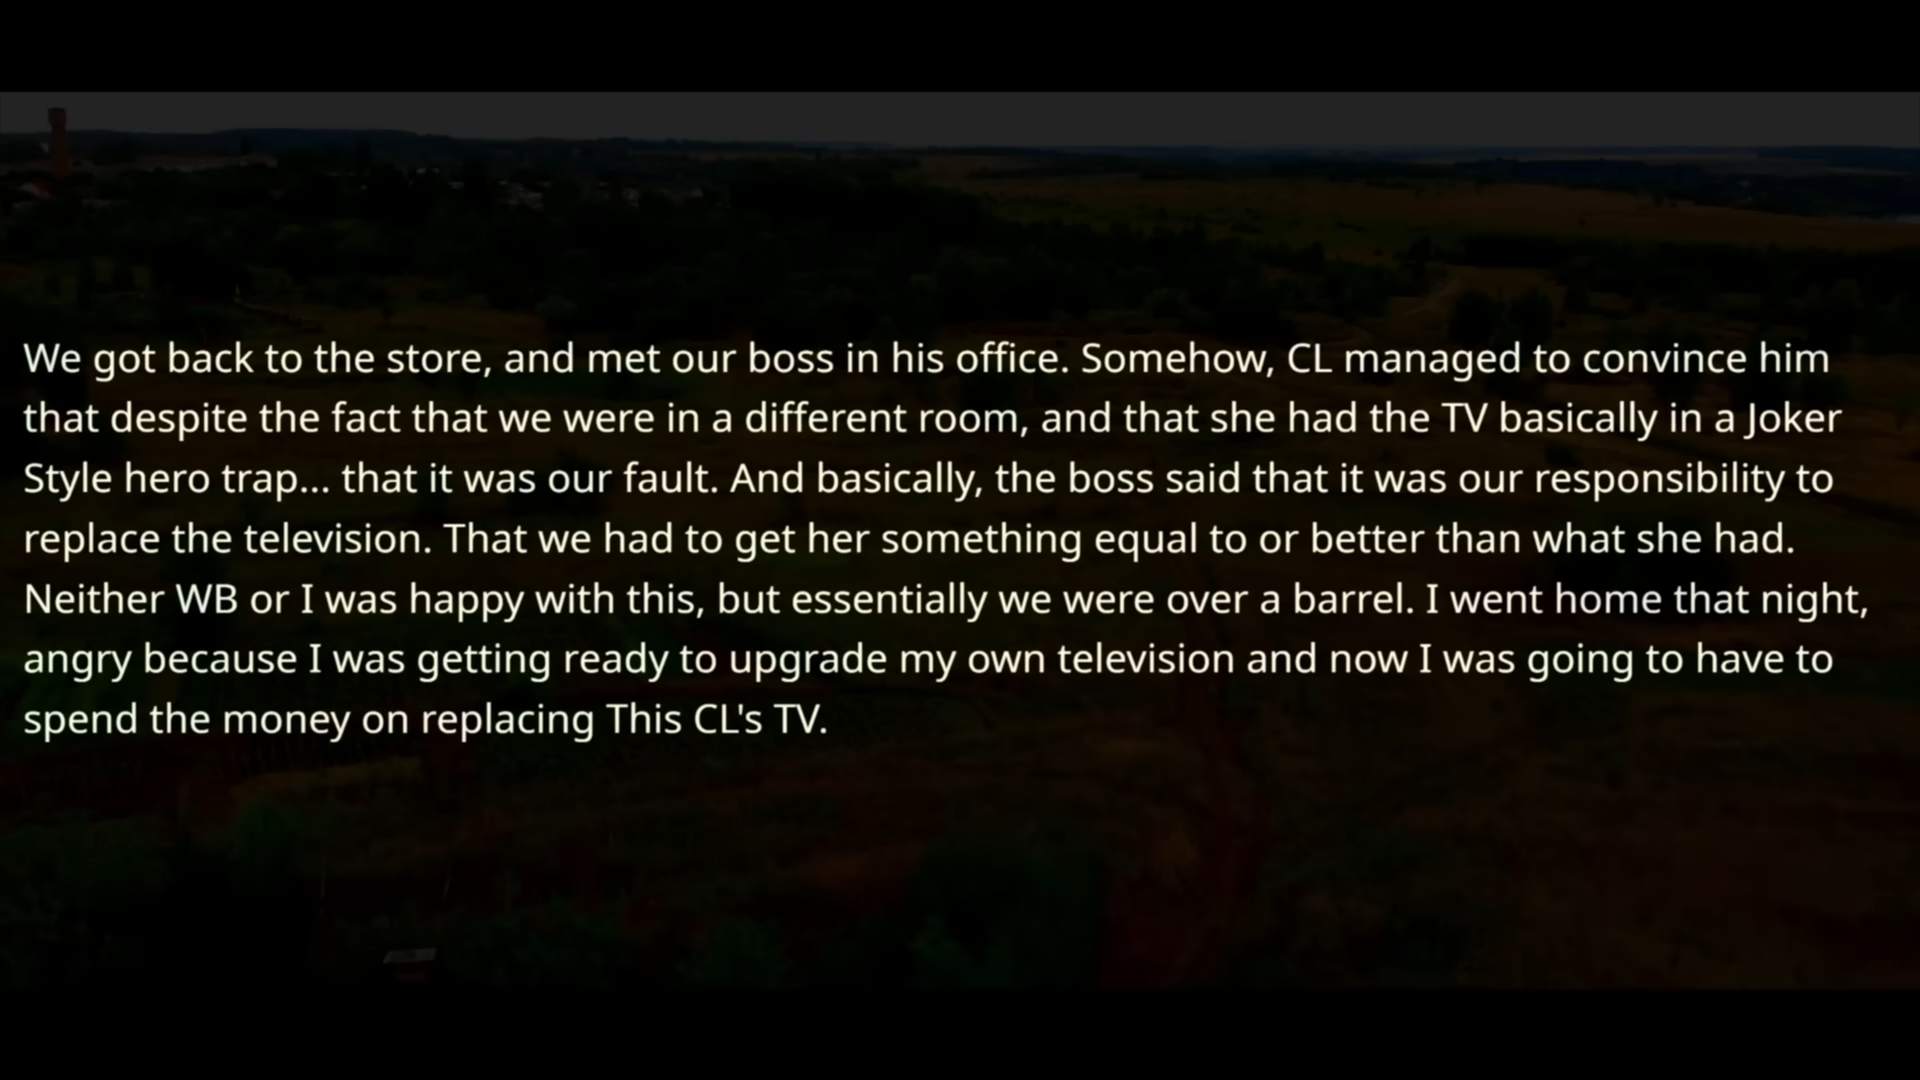 We got back to the store, and met our boss in his office. Somehow, CL managed to convince him
that despite the fact that we were in a different room, and that she had the TV basically in a Joker
Style hero trap... that it was our fault. And basically, the boss said that it was our responsibility to
replace the television. That we had to get her something equal to or better than what she had.
Neither WB or I was happy with this, but essentially we were over a barrel. I went home that night,
angry because I was getting ready to upgrade my own television and now I was going to have to
spend the money on replacing This CL's TV.